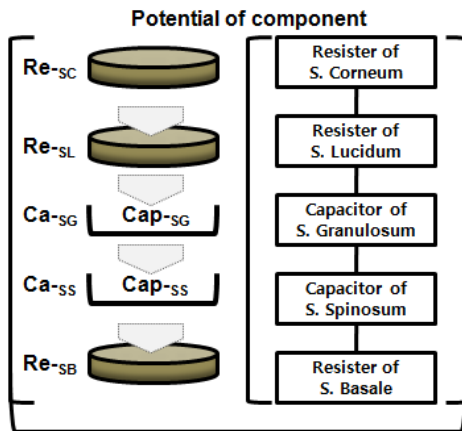 Potential of component
Re-SC
Re-SL
Ca-SG
Cap-SG
Ca-SS
Cap-SS
Re-SB
Resister of
S. Corneum
Resister of
S. Lucidum
Capacitor of
S. Granulosum
Capacitor of
S. Spinosum
Resister of
S. Basale